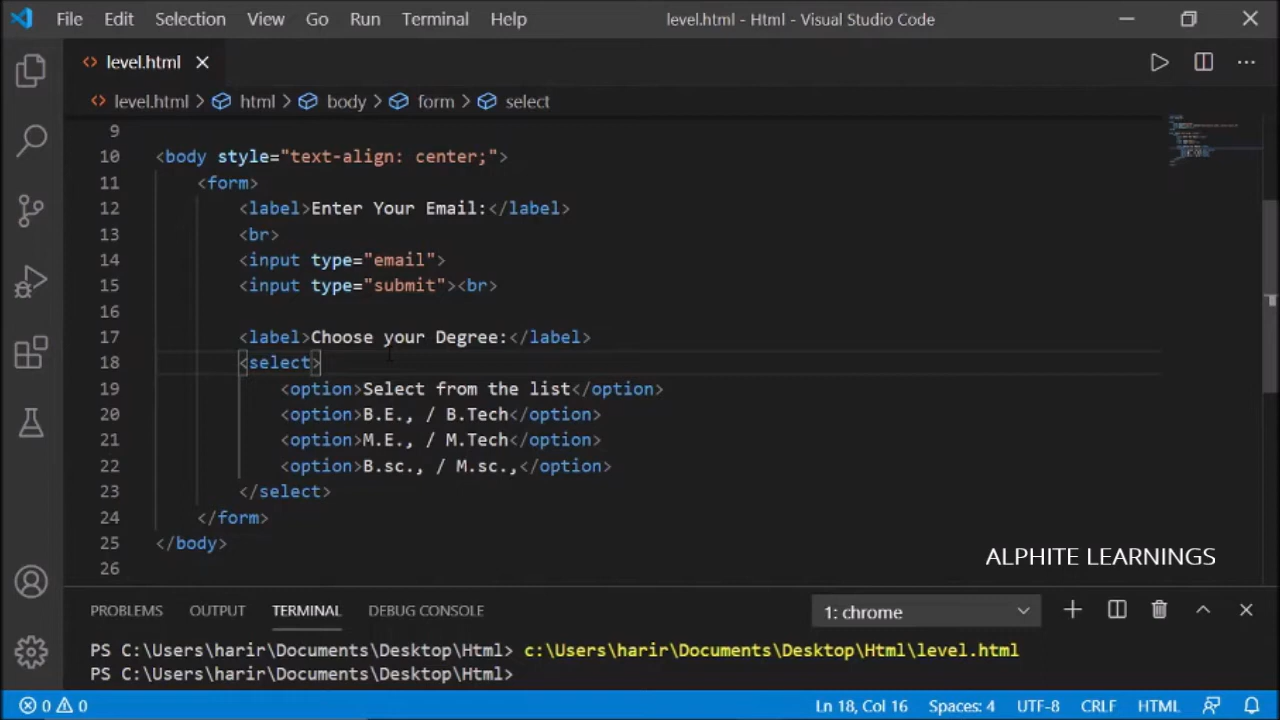 File Edit Selection View Go Run Terminal Help level.html - Html - Visual Studio Code
level.html
level.html > html > body > form > select
9
10 <body style="text-align: center;">
11 <form>
12 <label>Enter Your Email:</label>
13 <br>
14 <input type="email">
15 <input type="submit"><br>
16
17 <label>Choose your Degree:</label>
18 <select>
19 <option>Select from the list</option>
20 <option>B.E., / B.Tech</option>
21 <option>M.E., / M.Tech</option>
22 <option>B.sc., / M.sc.,</option>
23 </select>
24 </form>
25 </body>
26
ALPHITE LEARNINGS
PROBLEMS OUTPUT TERMINAL DEBUG CONSOLE 1: chrome
PS C:\Users\harir\Documents\Desktop\Html> c:\Users\harir\Documents\Desktop\Html\level.html
PS C:\Users\harir\Documents\Desktop\Html>
0 0 Ln 18, Col 16 Spaces: 4 UTF-8 CRLF HTML